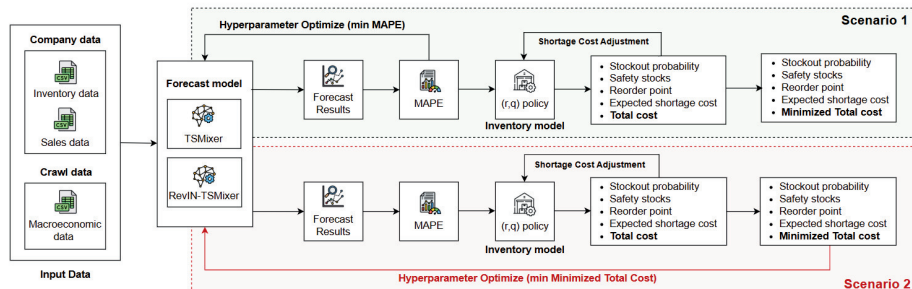 Company data
CSV
Inventory data
CSV
Sales data
Crawl data
CSV
Macroeconomic
data
Input Data
Forecast model
TSMixer
RevIN-TSMixer
Scenario 1
Hyperparameter Optimize (min MAPE)
Forecast
Results
MAPE
Shortage Cost Adjustment
(r,q) policy
Inventory model
• Stockout probability
• Safety stocks
• Reorder point
• Expected shortage cost
• Total cost
• Stockout probability
• Safety stocks
• Reorder point
• Expected shortage cost
• Minimized Total cost
Forecast
Results
MAPE
Shortage Cost Adjustment
(r,q) policy
Inventory model
• Stockout probability
• Safety stocks
• Reorder point
• Expected shortage cost
• Total cost
• Stockout probability
• Safety stocks
• Reorder point
• Expected shortage cost
• Minimized Total cost
Hyperparameter Optimize (min Minimized Total Cost)
Scenario 2